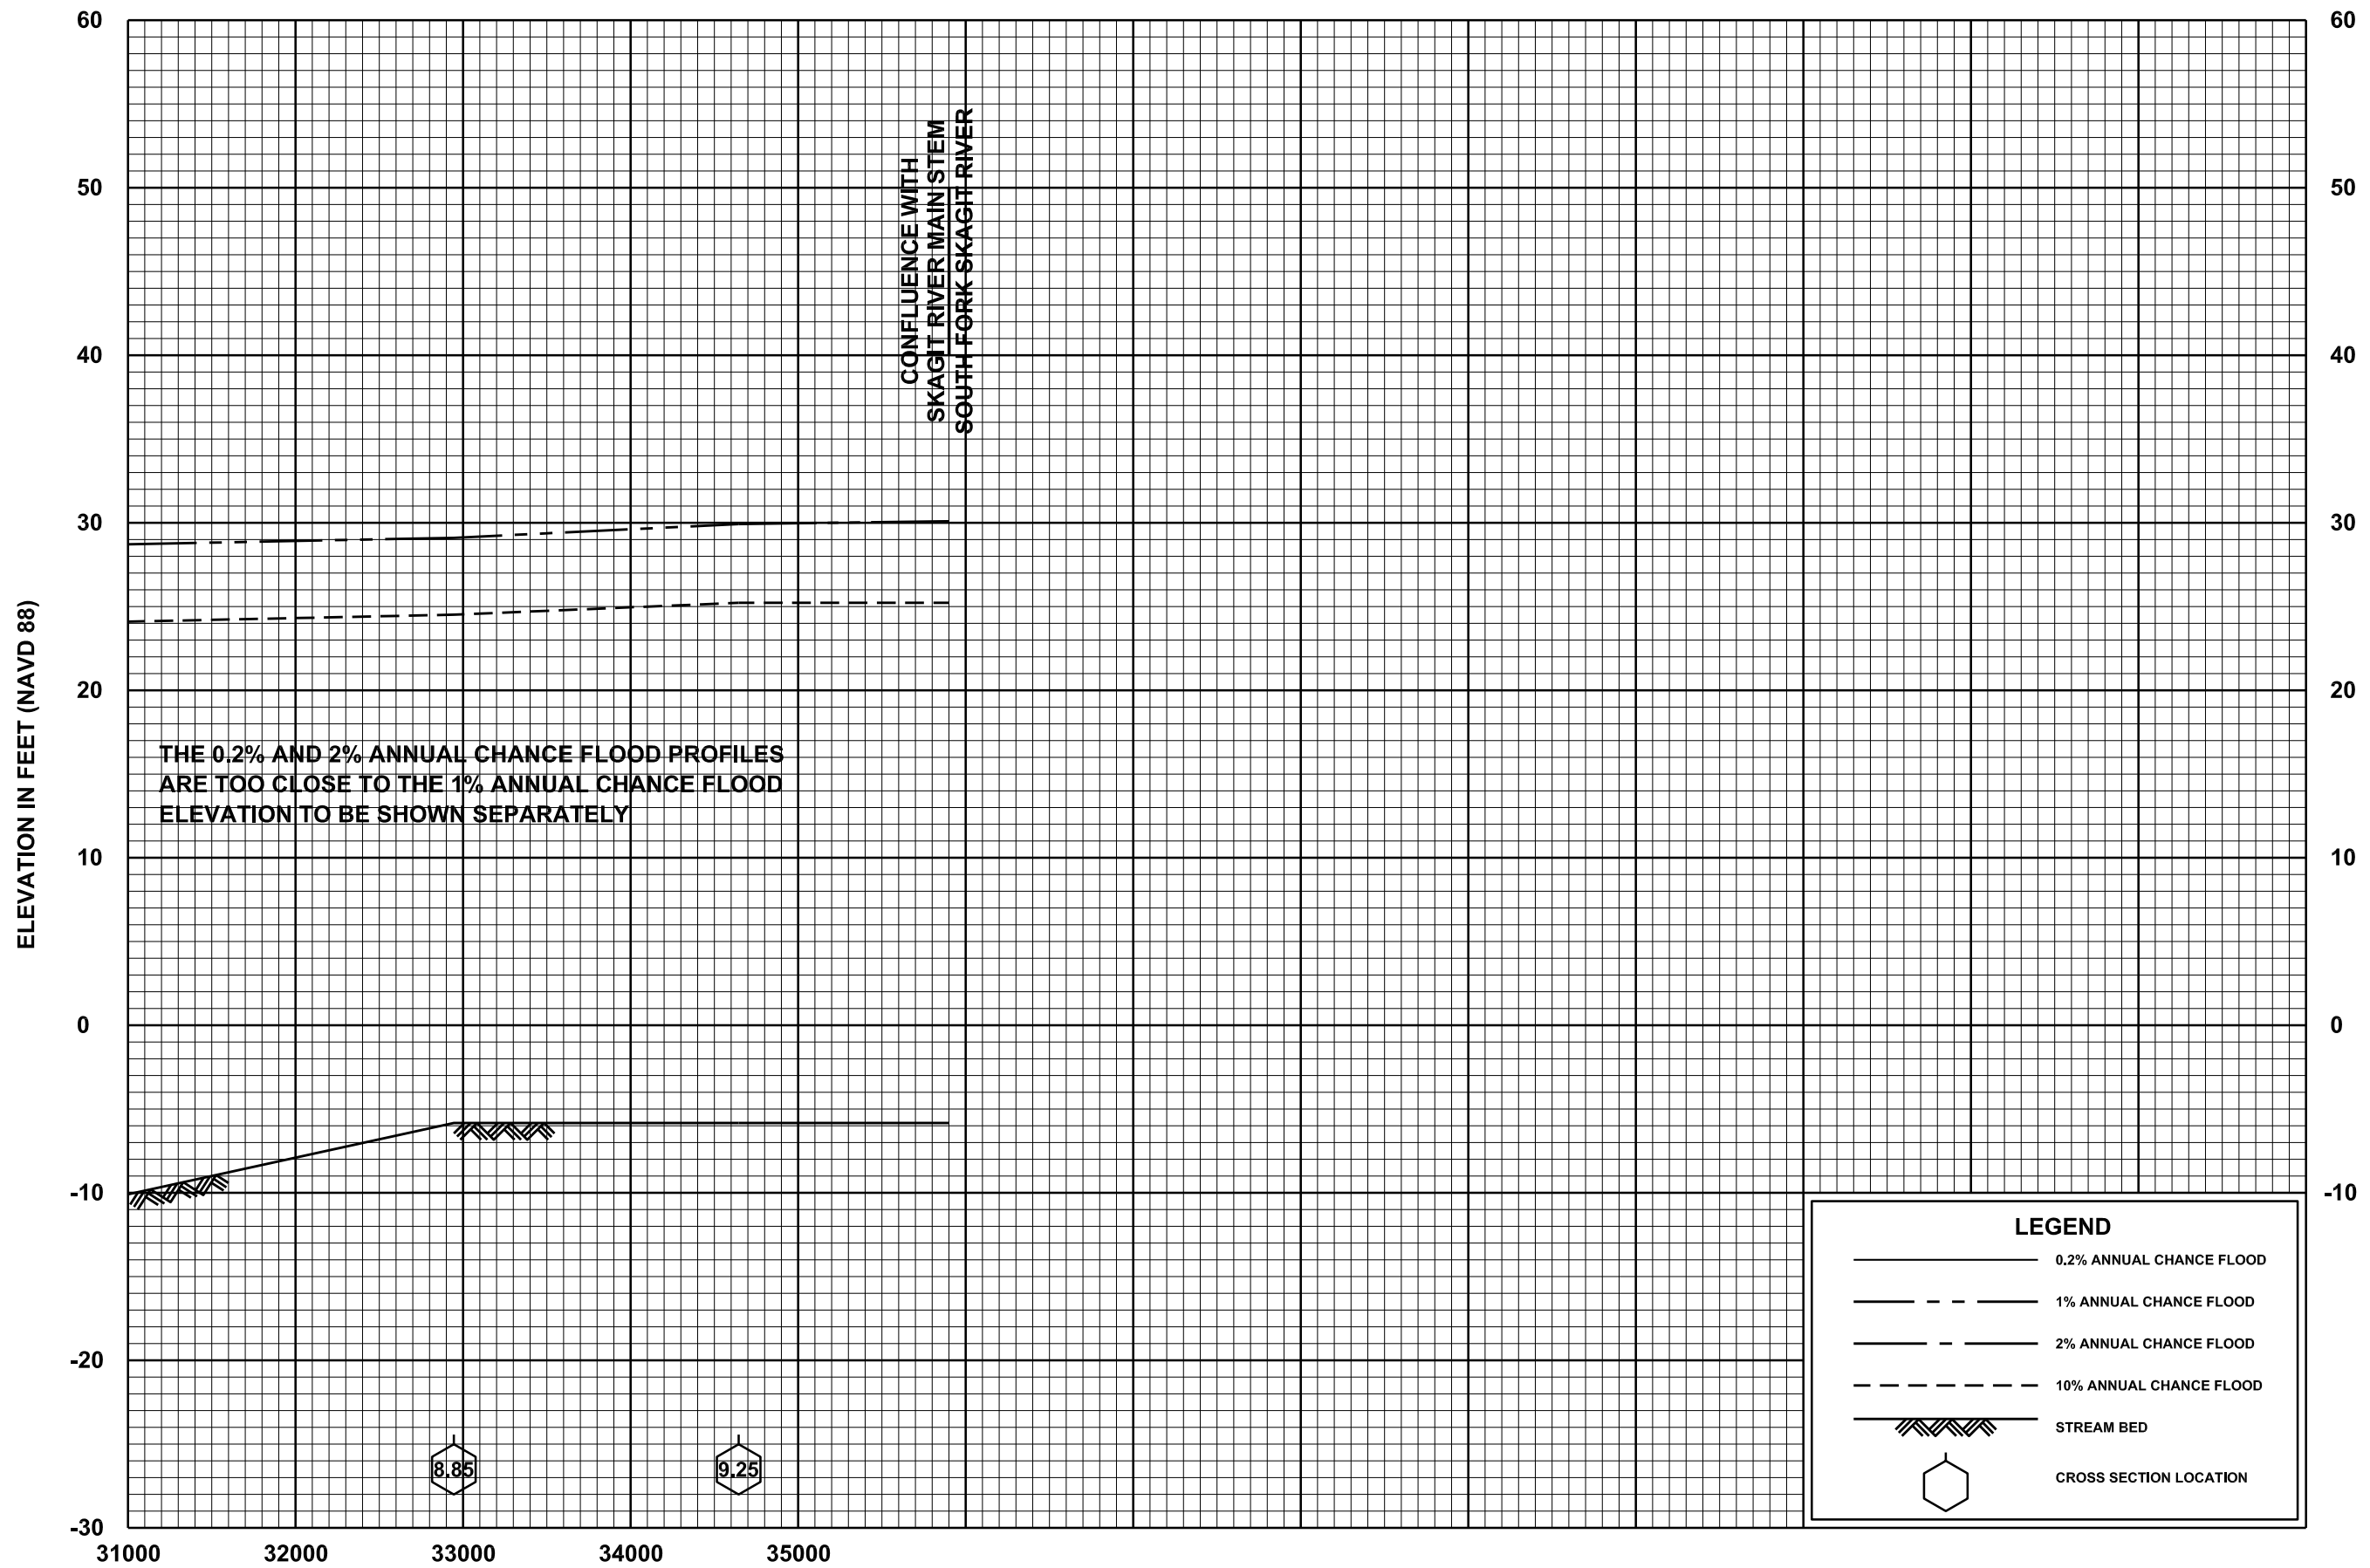 60
50
40
30
20
10
0
-10
-20
-30
ELEVATION IN FEET (NAVD 88)
CONFLUENCE WITH
SKAGIT RIVER MAIN STEM
SOUTH FORK SKAGIT RIVER
THE 0.2% AND 2% ANNUAL CHANCE FLOOD PROFILES
ARE TOO CLOSE TO THE 1% ANNUAL CHANCE FLOOD
ELEVATION TO BE SHOWN SEPARATELY
8.85
9.25
31000
32000
33000
34000
35000
60
50
40
30
20
10
0
-10
LEGEND
0.2% ANNUAL CHANCE FLOOD
1% ANNUAL CHANCE FLOOD
2% ANNUAL CHANCE FLOOD
10% ANNUAL CHANCE FLOOD
STREAM BED
CROSS SECTION LOCATION